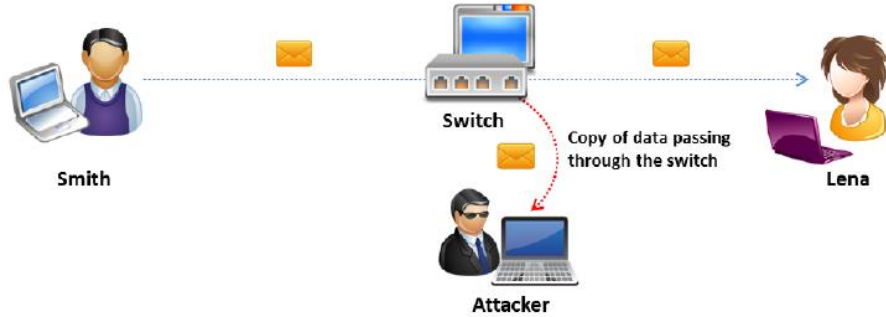 Switch
Copy of data passing
through the switch
Smith
Lena
Attacker